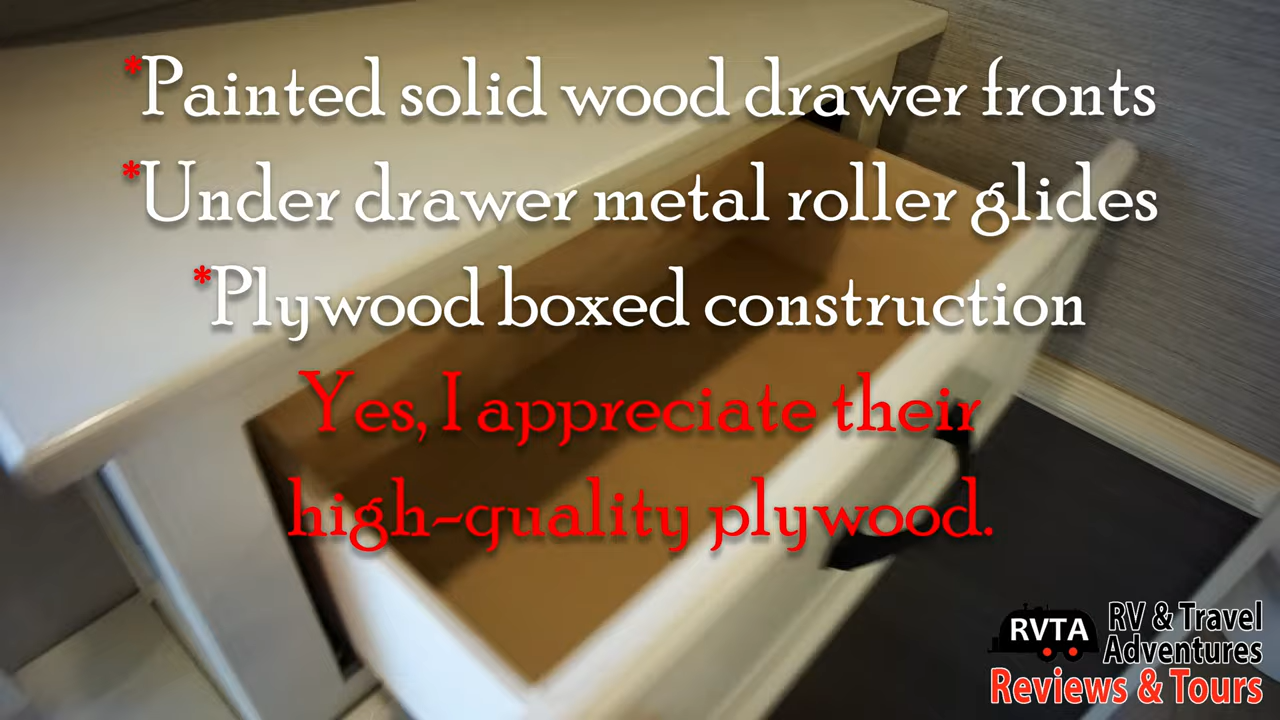 *Painted solid wood drawer fronts
*Under drawer metal roller glides
*Plywood boxed construction
Yes, I appreciate their
high-quality plywood.
RVTA
RV & Travel
Adventures
Reviews & Tours